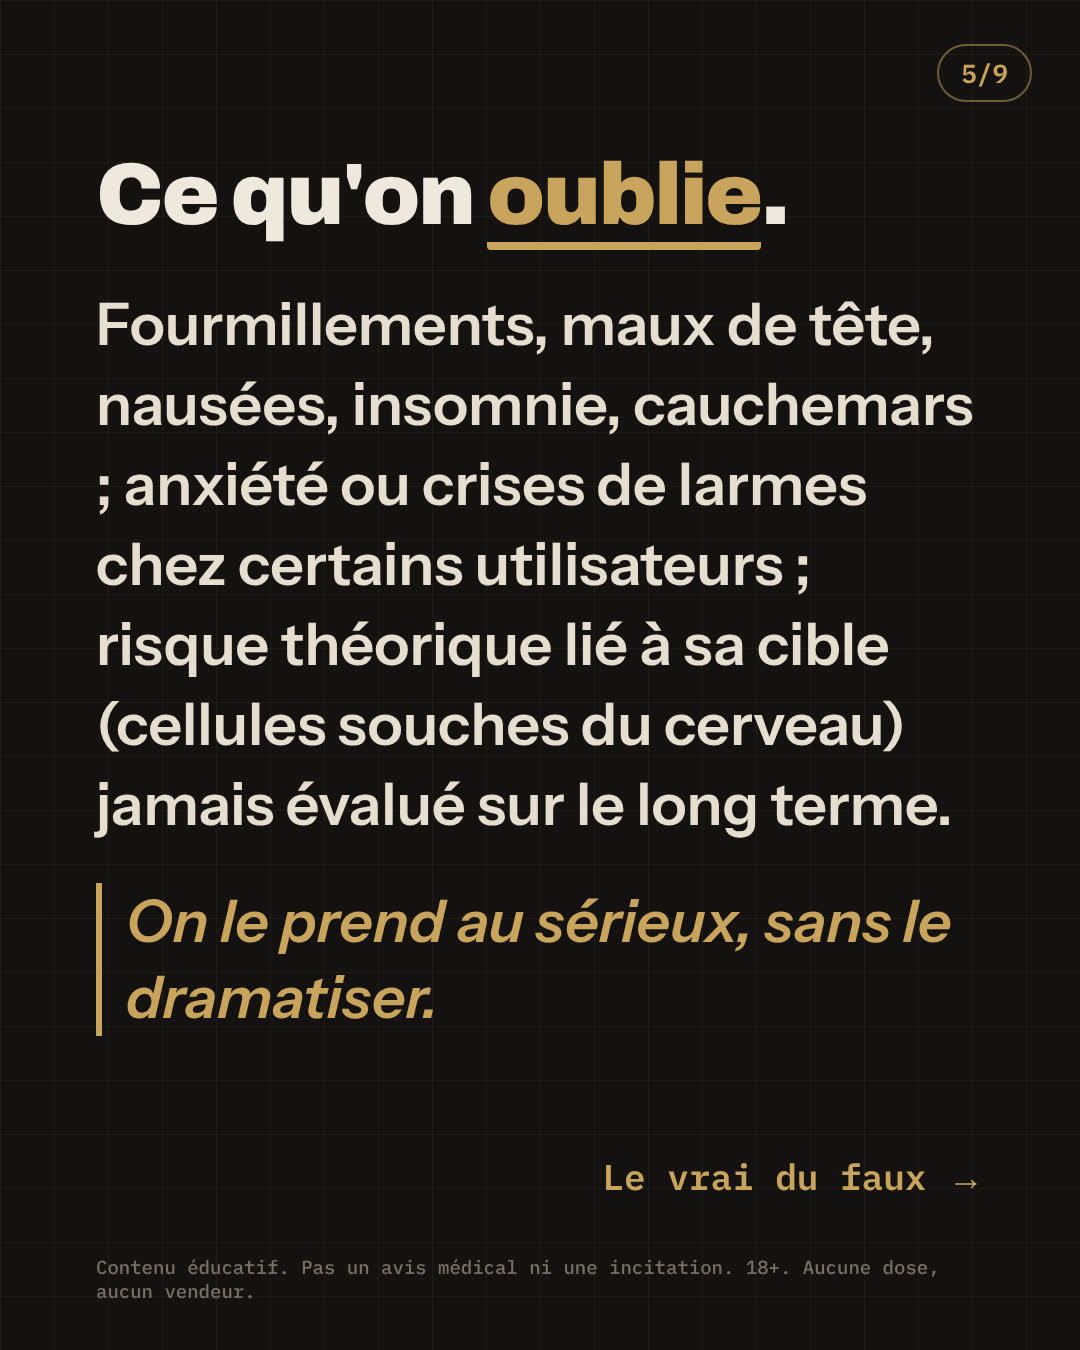 5/9
Ce qu'on oublie.
Fourmillements, maux de tête,
nausées, insomnie, cauchemars
; anxiété ou crises de larmes
chez certains utilisateurs ;
risque théorique lié à sa cible
(cellules souches du cerveau)
jamais évalué sur le long terme.
On le prend au sérieux, sans le
dramatiser.
Le vrai du faux →
Contenu éducatif. Pas un avis médical ni une incitation. 18+. Aucune dose,
aucun vendeur.